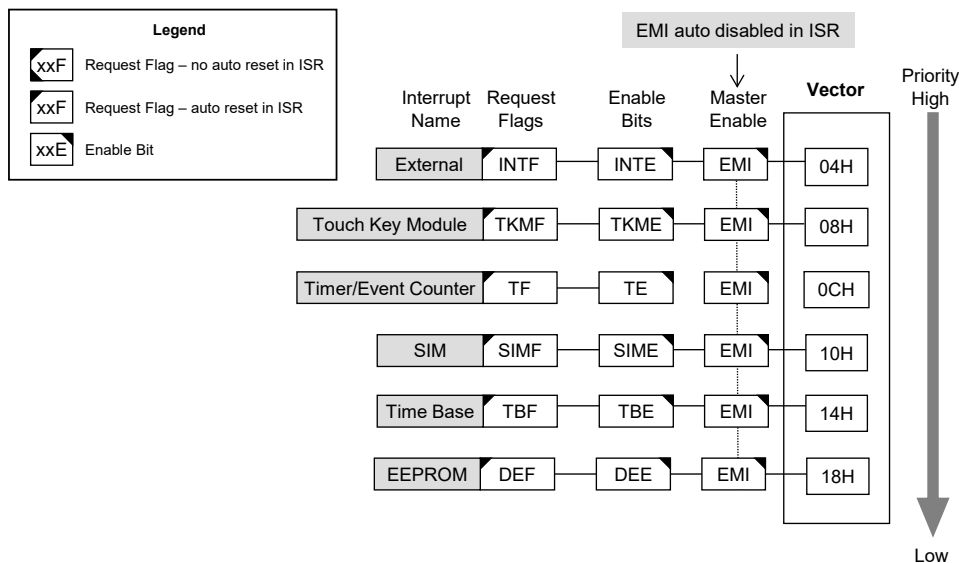 Legend
xxF Request Flag – no auto reset in ISR
xxF Request Flag – auto reset in ISR
xxE Enable Bit
EMI auto disabled in ISR
Interrupt Name
Request Flags
Enable Bits
Master Enable
Vector
Priority High
External INTF INTE EMI 04H
Touch Key Module TKMF TKME EMI 08H
Timer/Event Counter TF TE EMI 0CH
SIM SIMF SIME EMI 10H
Time Base TBF TBE EMI 14H
EEPROM DEF DEE EMI 18H
Low